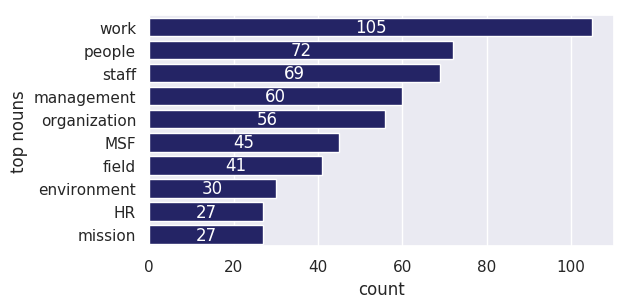 top nouns
work 105
people 72
staff 69
management 60
organization 56
MSF 45
field 41
environment 30
HR 27
mission 27
0 20 40 60 80 100
count